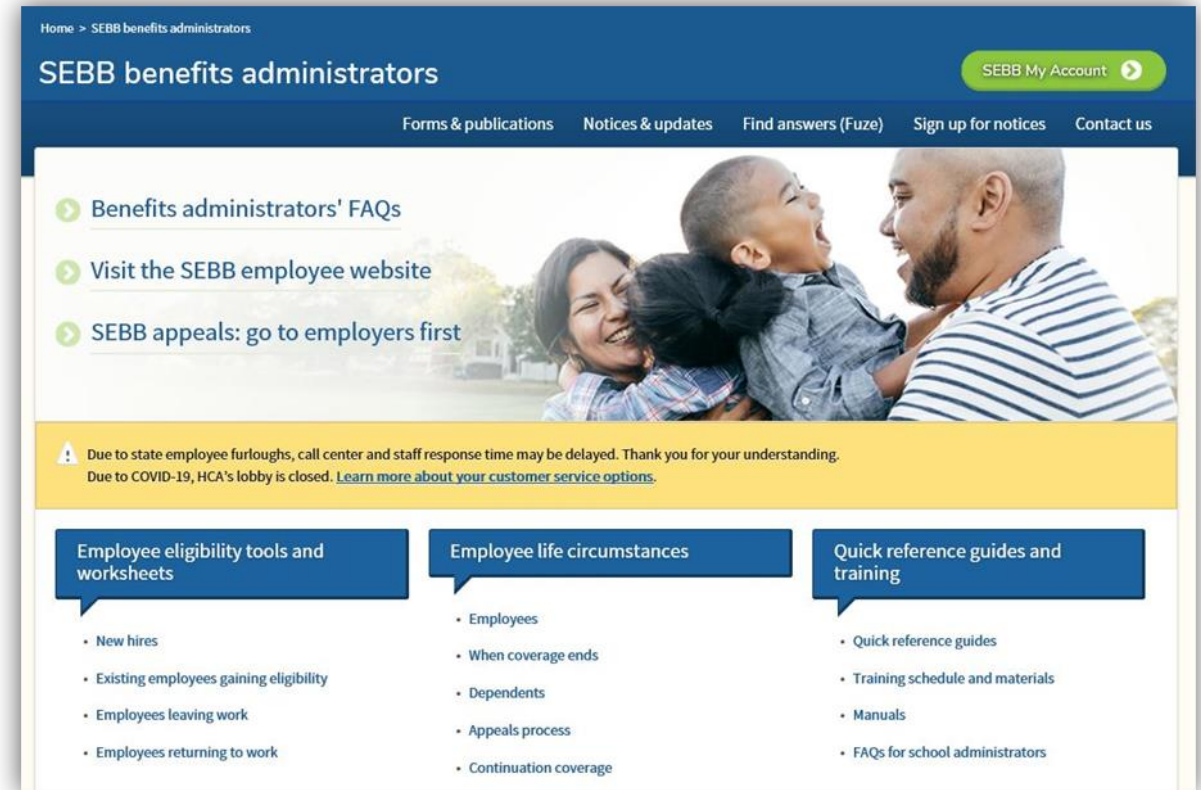 Home > SEBB benefits administrators
SEBB benefits administrators
SEBB My Account
Forms & publications Notices & updates Find answers (Fuze) Sign up for notices Contact us
Benefits administrators' FAQs
Visit the SEBB employee website
SEBB appeals: go to employers first
Due to state employee furloughs, call center and staff response time may be delayed. Thank you for your understanding.
Due to COVID-19, HCA's lobby is closed. Learn more about your customer service options.
Employee eligibility tools and
worksheets
• New hires
• Existing employees gaining eligibility
• Employees leaving work
• Employees returning to work
Employee life circumstances
• Employees
• When coverage ends
• Dependents
• Appeals process
• Continuation coverage
Quick reference guides and
training
• Quick reference guides
• Training schedule and materials
• Manuals
• FAQs for school administrators